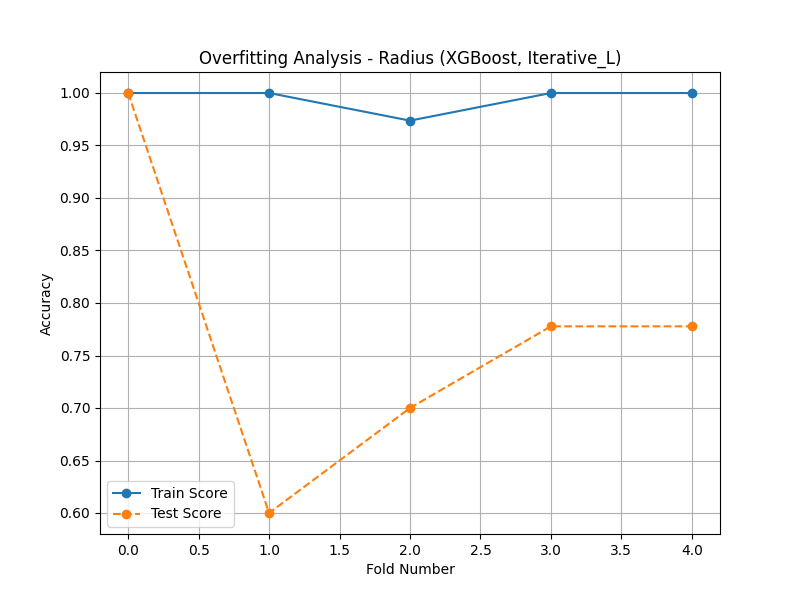 Overfitting Analysis - Radius (XGBoost, Iterative_L)
1.00
0.95
0.90
0.85
0.80
0.75
0.70
0.65
0.60
Accuracy
Train Score
Test Score
0.0 0.5 1.0 1.5 2.0 2.5 3.0 3.5 4.0
Fold Number